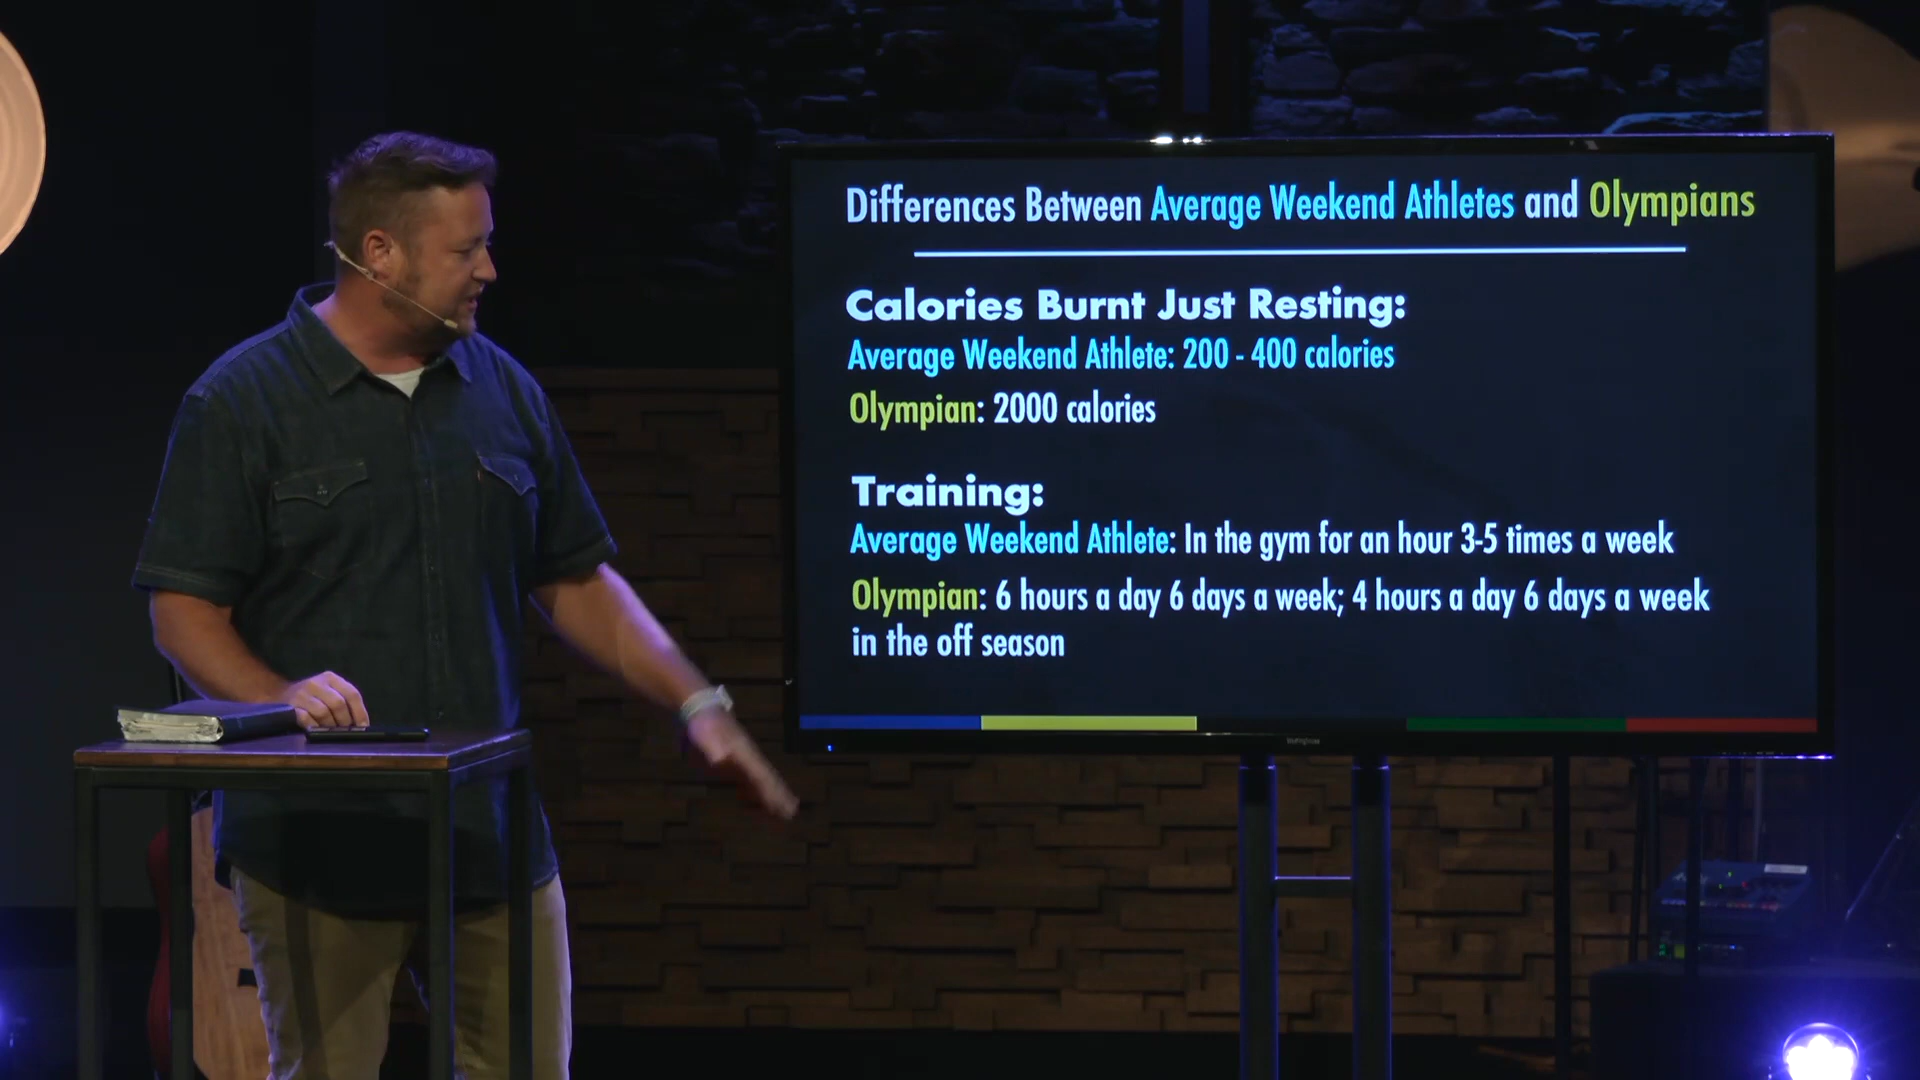 Differences Between Average Weekend Athletes and Olympians
Calories Burnt Just Resting:
Average Weekend Athlete: 200 - 400 calories
Olympian: 2000 calories
Training:
Average Weekend Athlete: In the gym for an hour 3-5 times a week
Olympian: 6 hours a day 6 days a week; 4 hours a day 6 days a week
in the off season